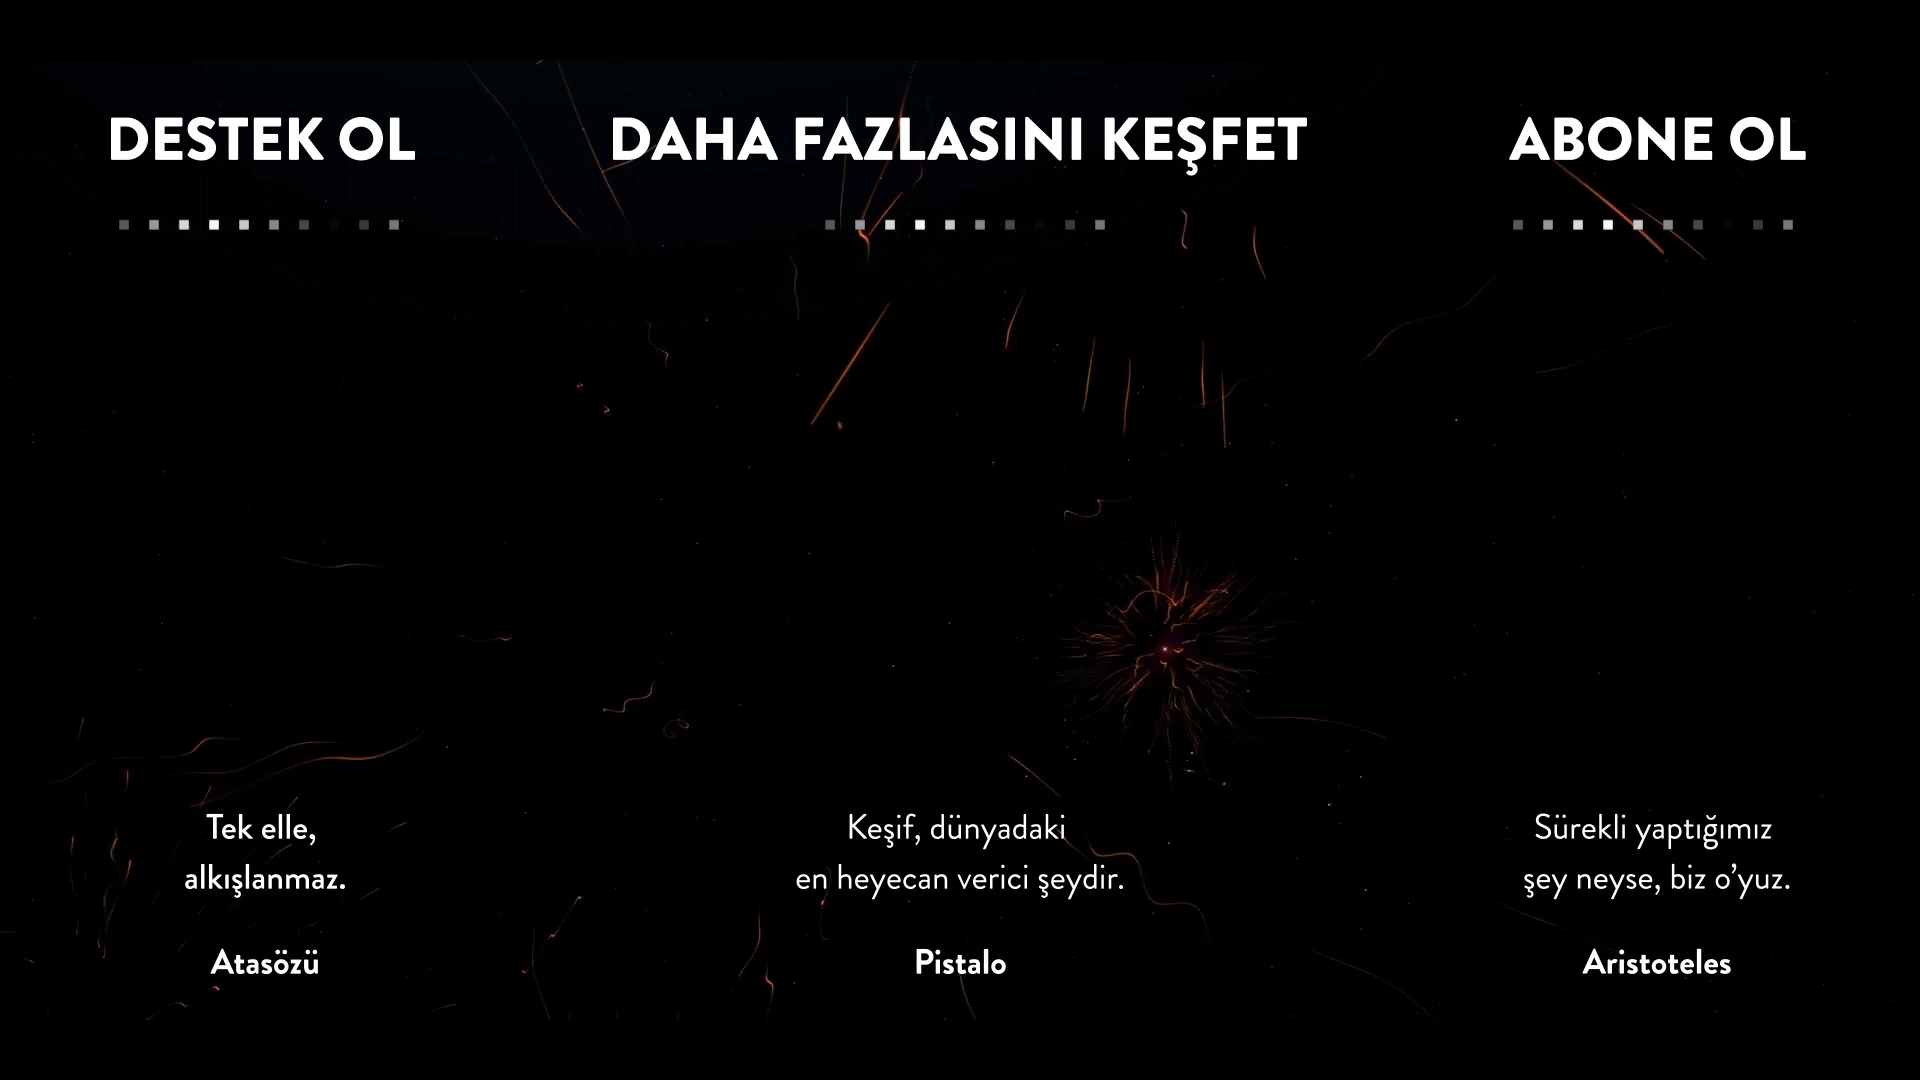 DESTEK OL
DAHA FAZLASINI KEŞFET
ABONE OL
Tek elle,
alkışlanmaz.
Atasözü
Keşif, dünyadaki
en heyecan verici şeydir.
Pistalo
Sürekli yaptığımız
şey neyse, biz o’yuz.
Aristoteles